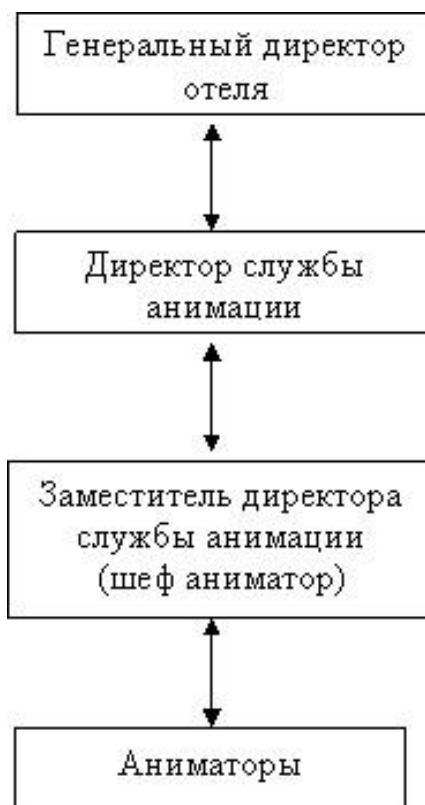 Генеральный директор
отеля
Директор службы
анимации
Заместитель директора
службы анимации
(шеф аниматор)
Аниматоры